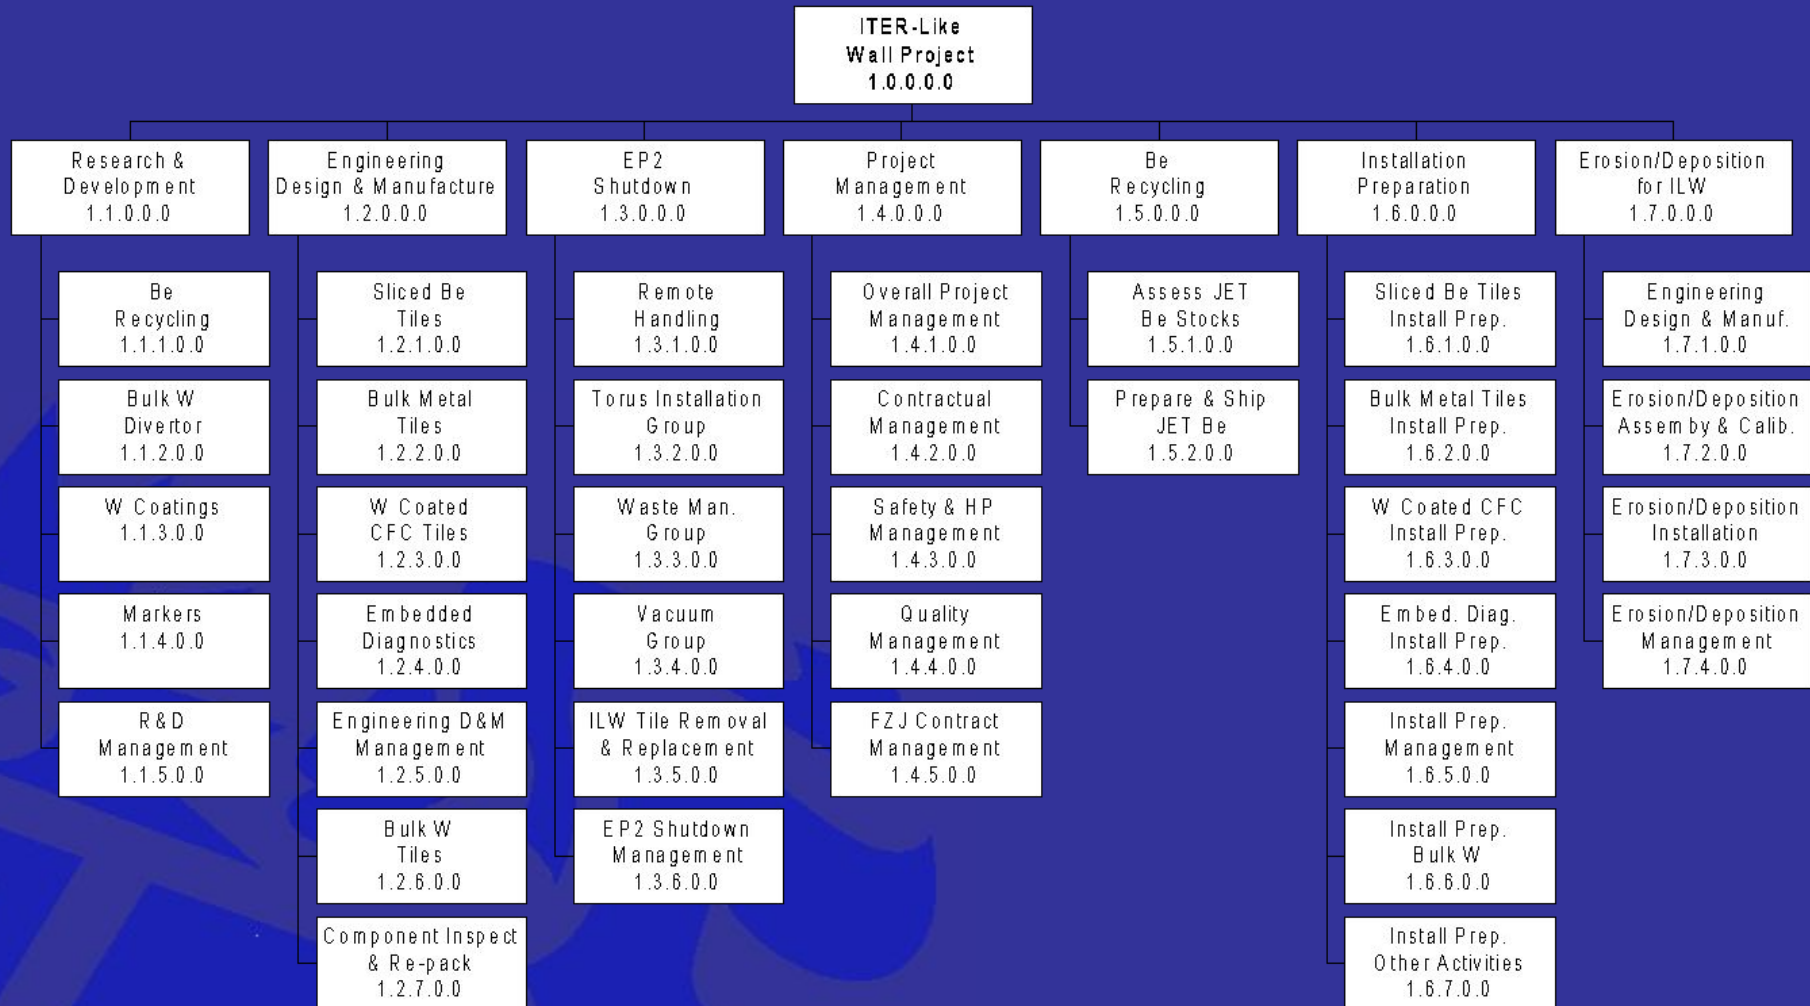 ITER-Like
Wall Project
1.0.0.0.0
Research &
Development
1.1.0.0.0
Engineering
Design & Manufacture
1.2.0.0.0
EP2
Shutdown
1.3.0.0.0
Project
Management
1.4.0.0.0
Be
Recycling
1.5.0.0.0
Installation
Preparation
1.6.0.0.0
Erosion/Deposition
for ILW
1.7.0.0.0
Be
Recycling
1.1.1.0.0
Bulk W
Divertor
1.1.2.0.0
W Coatings
1.1.3.0.0
Markers
1.1.4.0.0
R&D
Management
1.1.5.0.0
Sliced Be
Tiles
1.2.1.0.0
Bulk Metal
Tiles
1.2.2.0.0
W Coated
CFC Tiles
1.2.3.0.0
Embedded
Diagnostics
1.2.4.0.0
Engineering D&M
Management
1.2.5.0.0
Bulk W
Tiles
1.2.6.0.0
Component Inspect
& Re-pack
1.2.7.0.0
Remote
Handling
1.3.1.0.0
Torus Installation
Group
1.3.2.0.0
Waste Man.
Group
1.3.3.0.0
Vacuum
Group
1.3.4.0.0
ILW Tile Removal
& Replacement
1.3.5.0.0
EP2 Shutdown
Management
1.3.6.0.0
Overall Project
Management
1.4.1.0.0
Contractual
Management
1.4.2.0.0
Safety & HP
Management
1.4.3.0.0
Quality
Management
1.4.4.0.0
FZJ Contract
Management
1.4.5.0.0
Assess JET
Be Stocks
1.5.1.0.0
Prepare & Ship
JET Be
1.5.2.0.0
Sliced Be Tiles
Install Prep.
1.6.1.0.0
Bulk Metal Tiles
Install Prep.
1.6.2.0.0
W Coated CFC
Install Prep.
1.6.3.0.0
Embed. Diag.
Install Prep.
1.6.4.0.0
Install Prep.
Management
1.6.5.0.0
Install Prep.
Bulk W
1.6.6.0.0
Install Prep.
Other Activities
1.6.7.0.0
Engineering
Design & Manuf.
1.7.1.0.0
Erosion/Deposition
Assemby & Calib.
1.7.2.0.0
Erosion/Deposition
Installation
1.7.3.0.0
Erosion/Deposition
Management
1.7.4.0.0